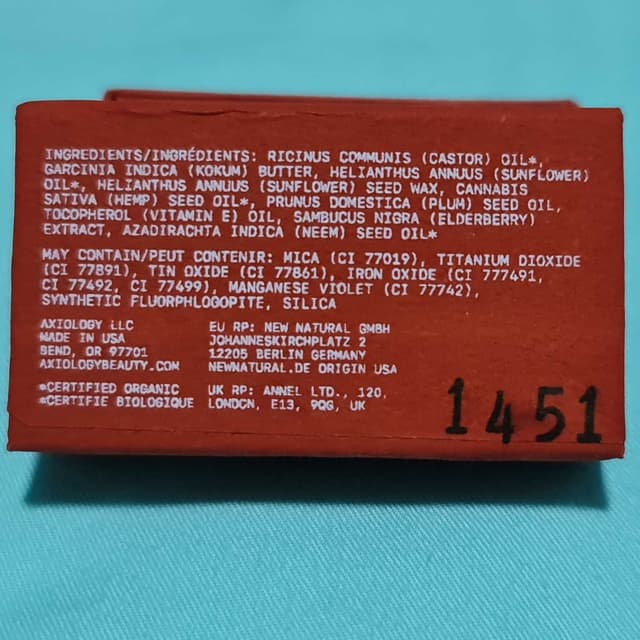 INGREDIENTS/INGRÉDIENTS: RICINUS COMMUNIS (CASTOR) OIL*,
GARCINIA INDICA (KOKUM) BUTTER, HELIANTHUS ANNUUS (SUNFLOWER)
OIL*, HELIANTHUS ANNUUS (SUNFLOWER) SEED WAX, CANNABIS
SATIVA (HEMP) SEED OIL*, PRUNUS DOMESTICA (PLUM) SEED OIL,
TOCOPHEROL (VITAMIN E) OIL, SAMBUCUS NIGRA (ELDERBERRY)
EXTRACT, AZADIRACHTA INDICA (NEEM) SEED OIL*
MAY CONTAIN/PEUT CONTENIR: MICA (CI 77019), TITANIUM DIOXIDE
(CI 77891), TIN OXIDE (CI 77861), IRON OXIDE (CI 777491,
CI 77492, CI 77499), MANGANESE VIOLET (CI 77742),
SYNTHETIC FLUORPHLOGOPITE, SILICA
AXIOLOGY LLC
MADE IN USA
BEND, OR 97701
AXIOLOGYBEAUTY.COM
*CERTIFIED ORGANIC
*CERTIFIE BIOLOGIQUE
EU RP: NEW NATURAL GMBH
JOHANNESKIRCHPLATZ 2
12205 BERLIN GERMANY
NEWNATURAL.DE ORIGIN USA
UK RP: ANNEL LTD., 120,
LONDON, E13, 9QG, UK
1451